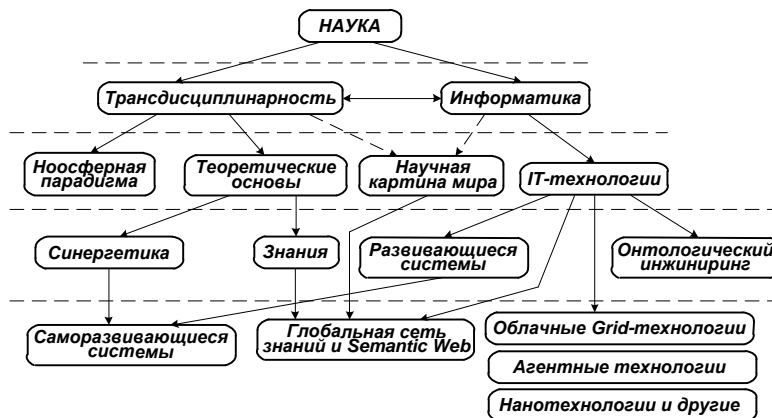 НАУКА
Трансдисциплинарность
Информатика
Ноосферная
парадигма
Теоретические
основы
Научная
картина мира
IT-технологии
Синергетика
Знания
Развивающиеся
системы
Онтологический
инжиниринг
Саморазвивающиеся
системы
Глобальная сеть
знаний и Semantic Web
Облачные Grid-технологии
Агентные технологии
Нанотехнологии и другие